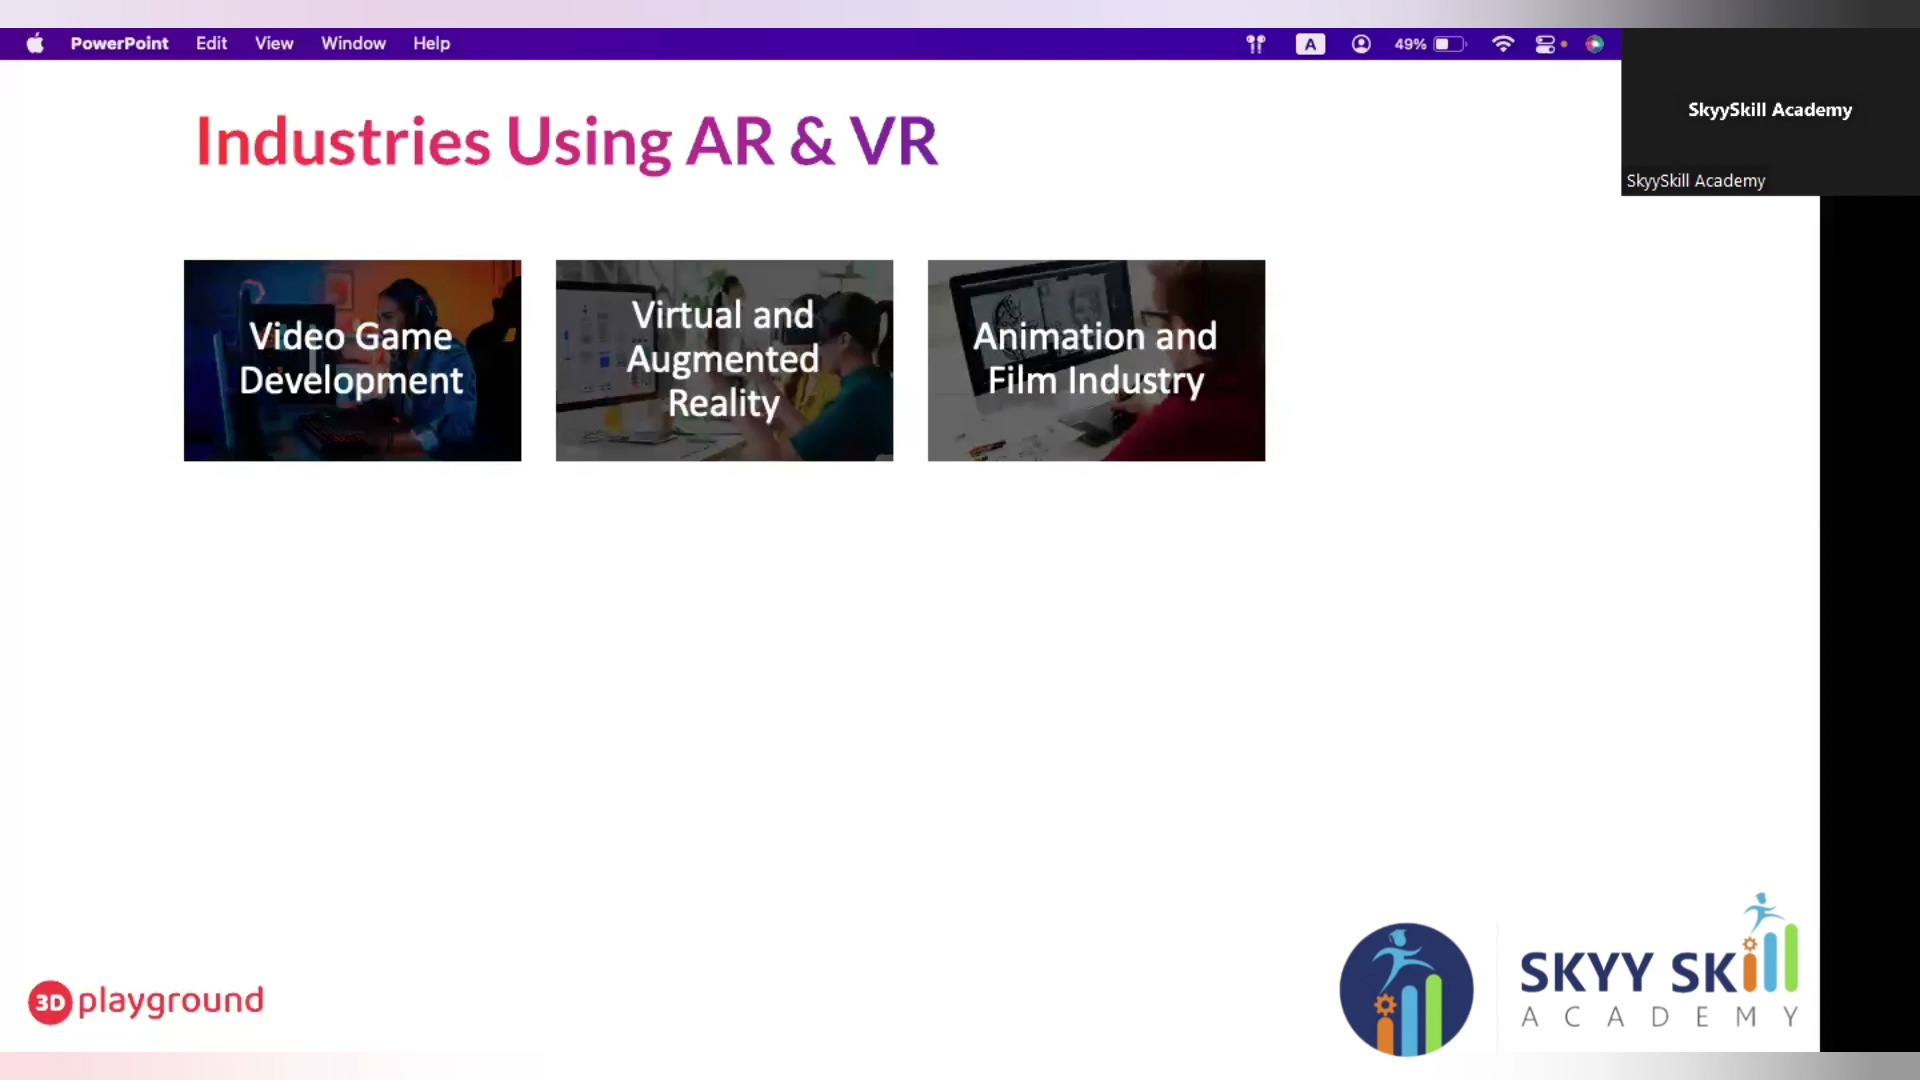 PowerPoint Edit View Window Help A 49%
SkyySkill Academy
SkyySkill Academy
Industries Using AR & VR
Video Game
Development
Virtual and
Augmented
Reality
Animation and
Film Industry
3D playground
SKYY SKill
ACADEMY